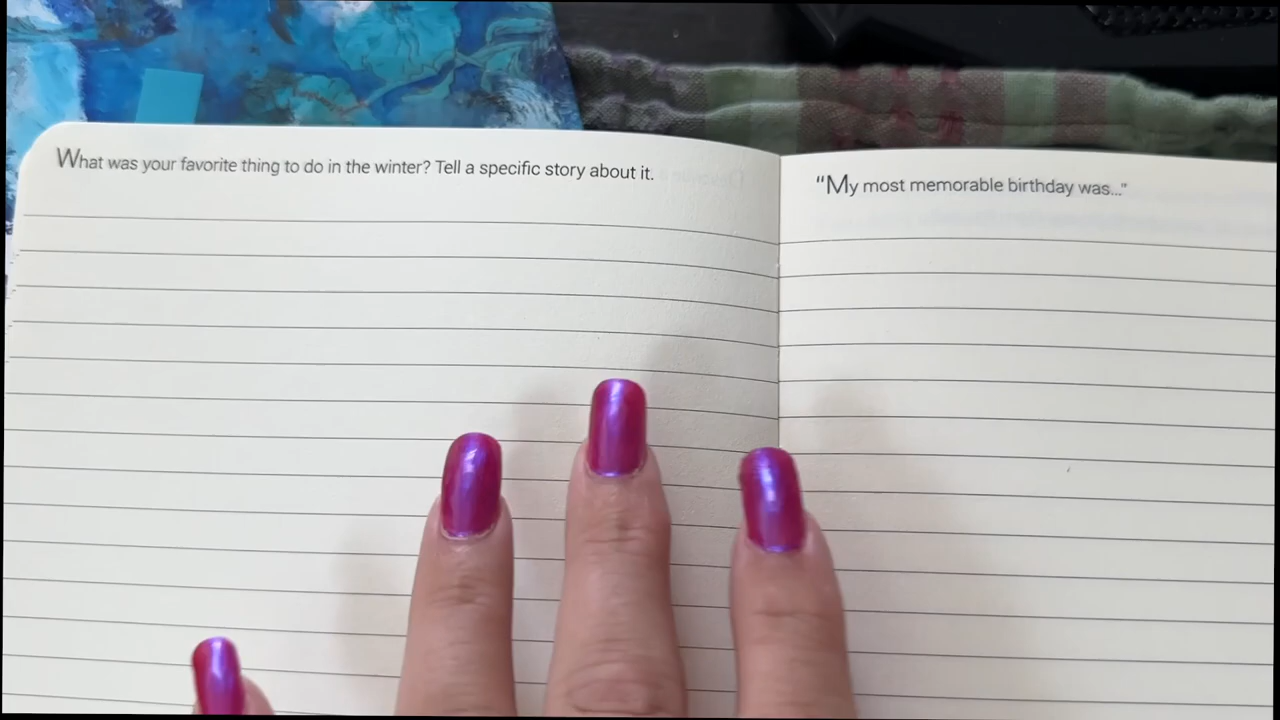 What was your favorite thing to do in the winter? Tell a specific story about it.
“My most memorable birthday was...”